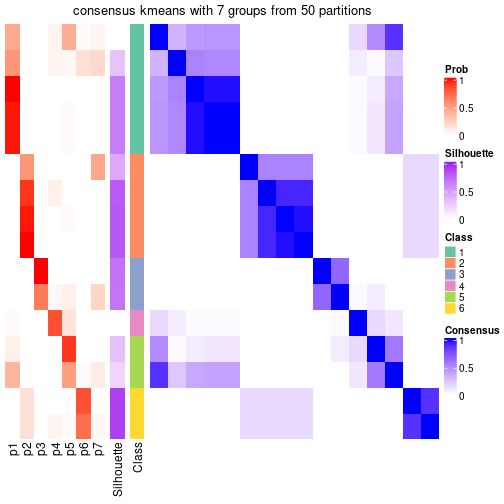 consensus kmeans with 7 groups from 50 partitions
Prob
1
0.5
0
Silhouette
1
0.5
0
Class
1
2
3
4
5
6
Consensus
1
0.5
0
p1
p2
p3
p4
p5
p6
p7
Silhouette
Class